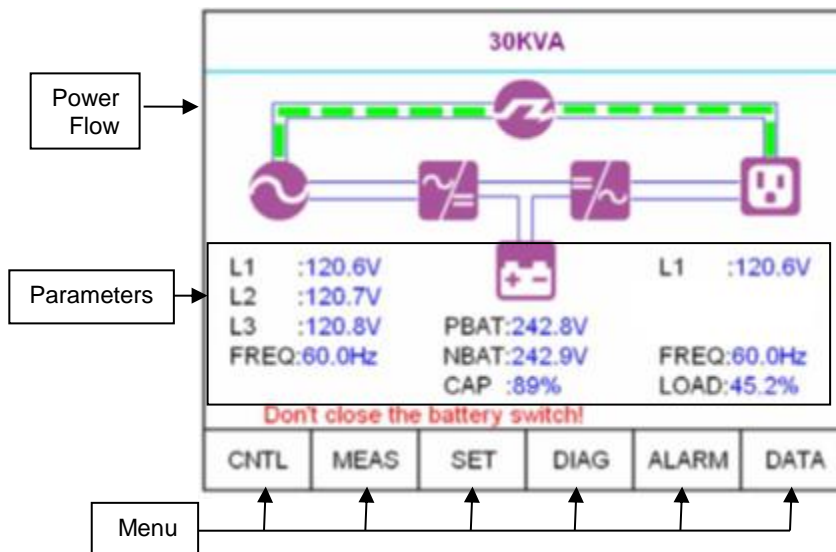 30KVA
Power
Flow
Parameters
L1 :120.6V
L2 :120.7V
L3 :120.8V
FREQ:60.0Hz
PBAT:242.8V
NBAT:242.9V
CAP :89%
L1 :120.6V
FREQ:60.0Hz
LOAD:45.2%
Don't close the battery switch!
CNTL MEAS SET DIAG ALARM DATA
Menu